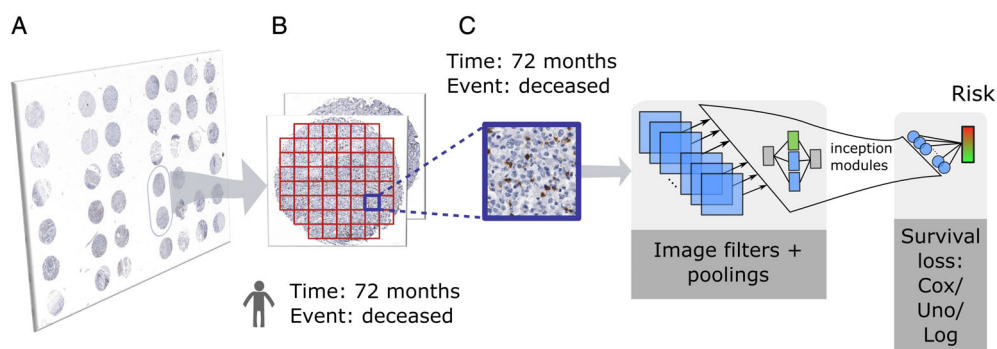 A
B
C
Time: 72 months
Event: deceased
Time: 72 months
Event: deceased
inception
modules
Image filters +
poolings
Risk
Survival
loss:
Cox/
Uno/
Log